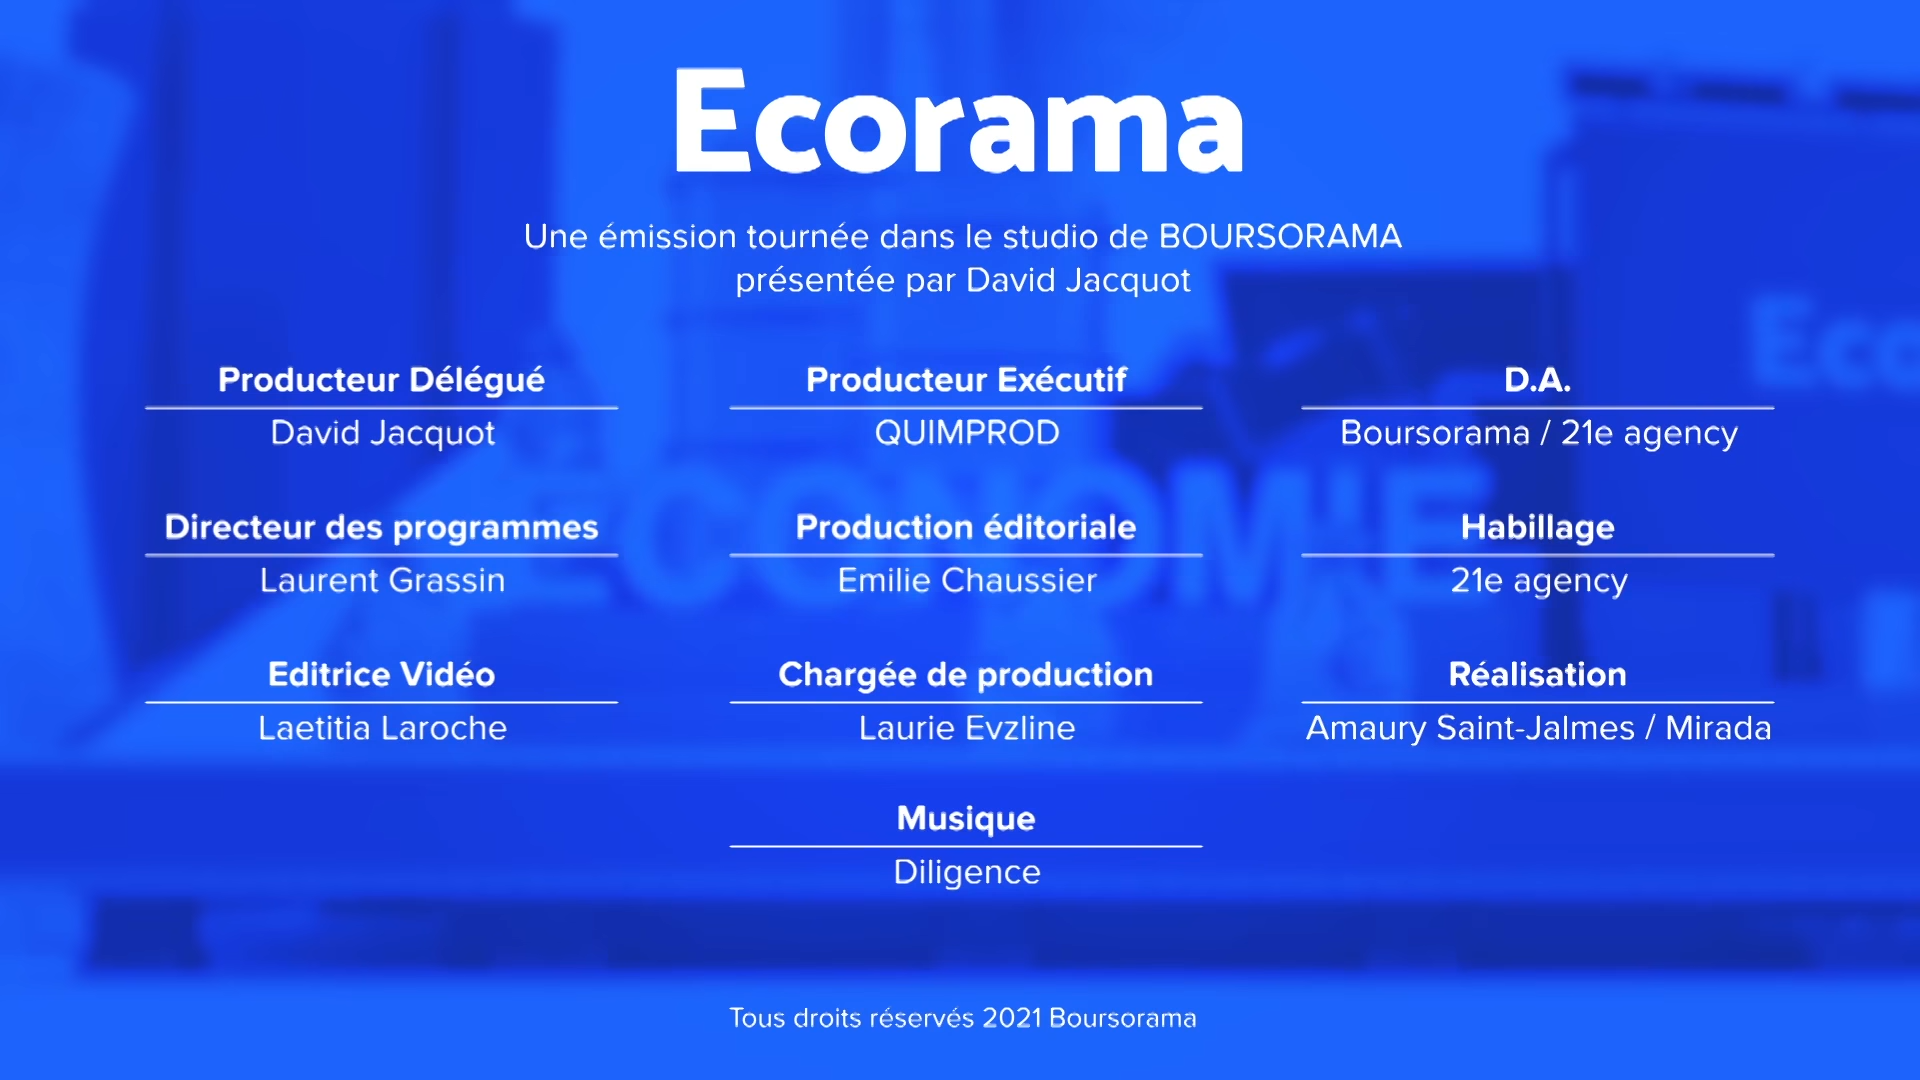 Ecorama
Une émission tournée dans le studio de BOURSORAMA
présentée par David Jacquot
Producteur Délégué
David Jacquot
Producteur Exécutif
QUIMPROD
D.A.
Boursorama / 21e agency
Directeur des programmes
Laurent Grassin
Production éditoriale
Emilie Chaussier
Habillage
21e agency
Editrice Vidéo
Laetitia Laroche
Chargée de production
Laurie Evzline
Réalisation
Amaury Saint-Jalmes / Mirada
Musique
Diligence
Tous droits réservés 2021 Boursorama
ECONOMIE
Eco